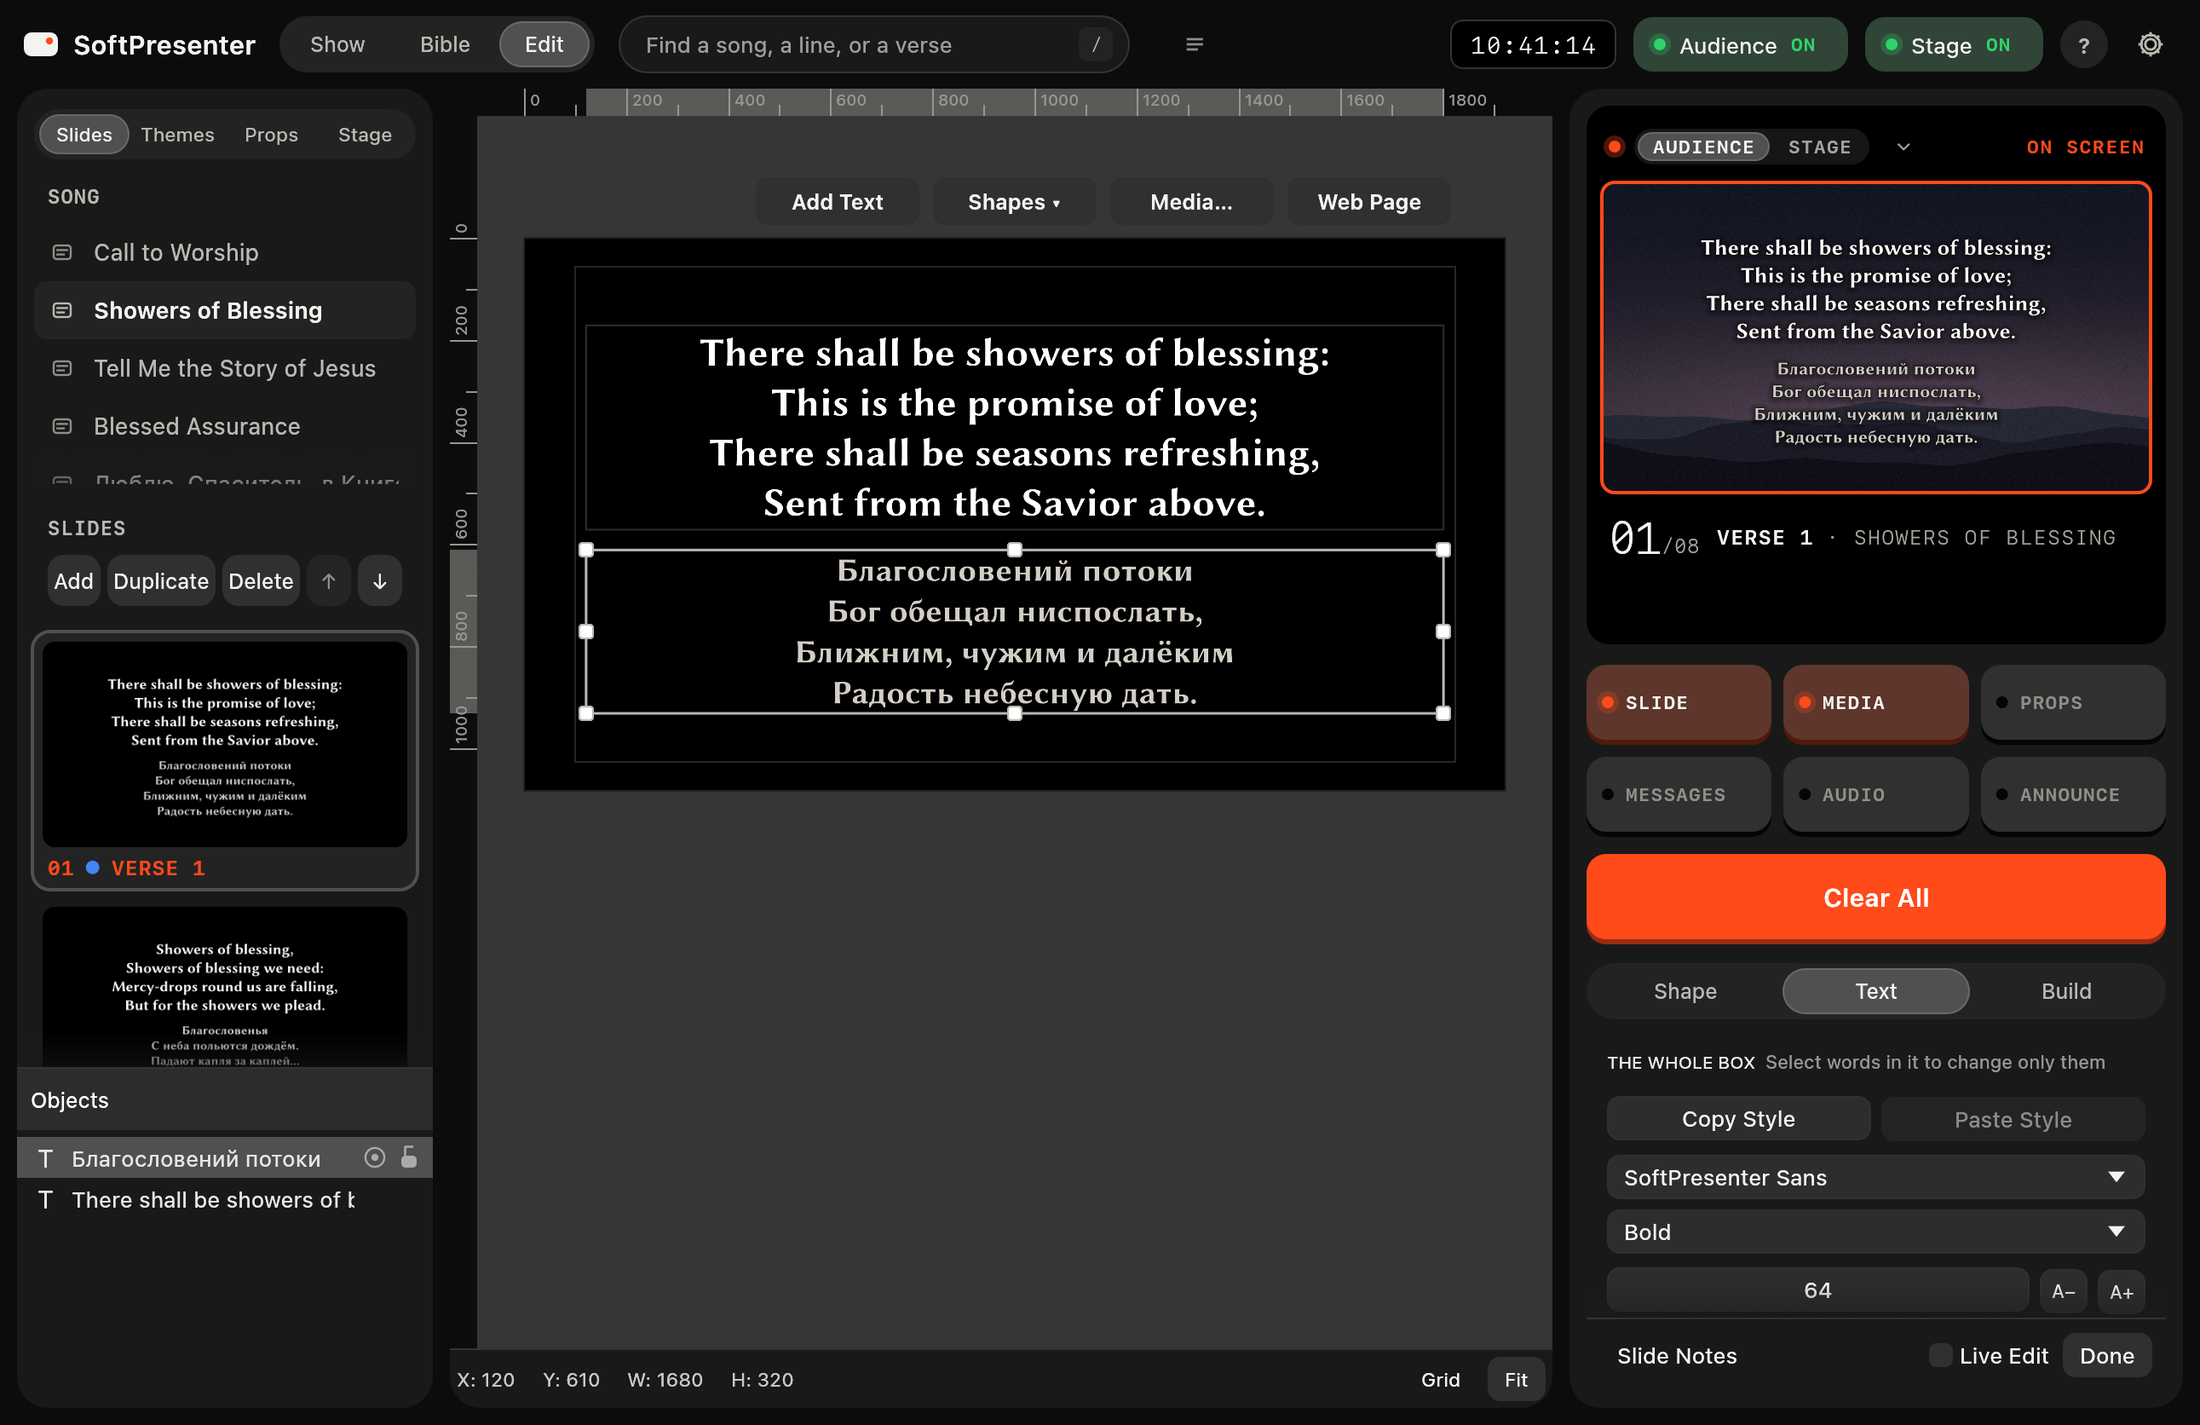 SoftPresenter
Show Bible Edit
Find a song, a line, or a verse /
10:41:14
Audience ON
Stage ON
?
Slides Themes Props Stage
SONG
Call to Worship
Showers of Blessing
Tell Me the Story of Jesus
Blessed Assurance
SLIDES
Add Duplicate Delete ↑ ↓
There shall be showers of blessing:
This is the promise of love;
There shall be seasons refreshing,
Sent from the Savior above.
Благословений потоки
Бог обещал ниспослать,
Ближним, чужим и далёким
Радость небесную дать.
01 VERSE 1
Showers of blessing,
Showers of blessing we need:
Mercy-drops round us are falling,
But for the showers we plead.
Благословенья
С неба польются дождём.
Падают капля за каплей...
Objects
T Благословений потоки
T There shall be showers of
0 200 400 600 800 1000 1200 1400 1600 1800
0 200 400 600 800 1000
Add Text Shapes ▾ Media... Web Page
There shall be showers of blessing:
This is the promise of love;
There shall be seasons refreshing,
Sent from the Savior above.
Благословений потоки
Бог обещал ниспослать,
Ближним, чужим и далёким
Радость небесную дать.
X: 120 Y: 610 W: 1680 H: 320
Grid Fit
AUDIENCE STAGE ON SCREEN
There shall be showers of blessing:
This is the promise of love;
There shall be seasons refreshing,
Sent from the Savior above.
Благословений потоки
Бог обещал ниспослать,
Ближним, чужим и далёким
Радость небесную дать.
01/08 VERSE 1 · SHOWERS OF BLESSING
SLIDE MEDIA PROPS
MESSAGES AUDIO ANNOUNCE
Clear All
Shape Text Build
THE WHOLE BOX Select words in it to change only them
Copy Style Paste Style
SoftPresenter Sans
Bold
64 A− A+
Slide Notes Live Edit Done